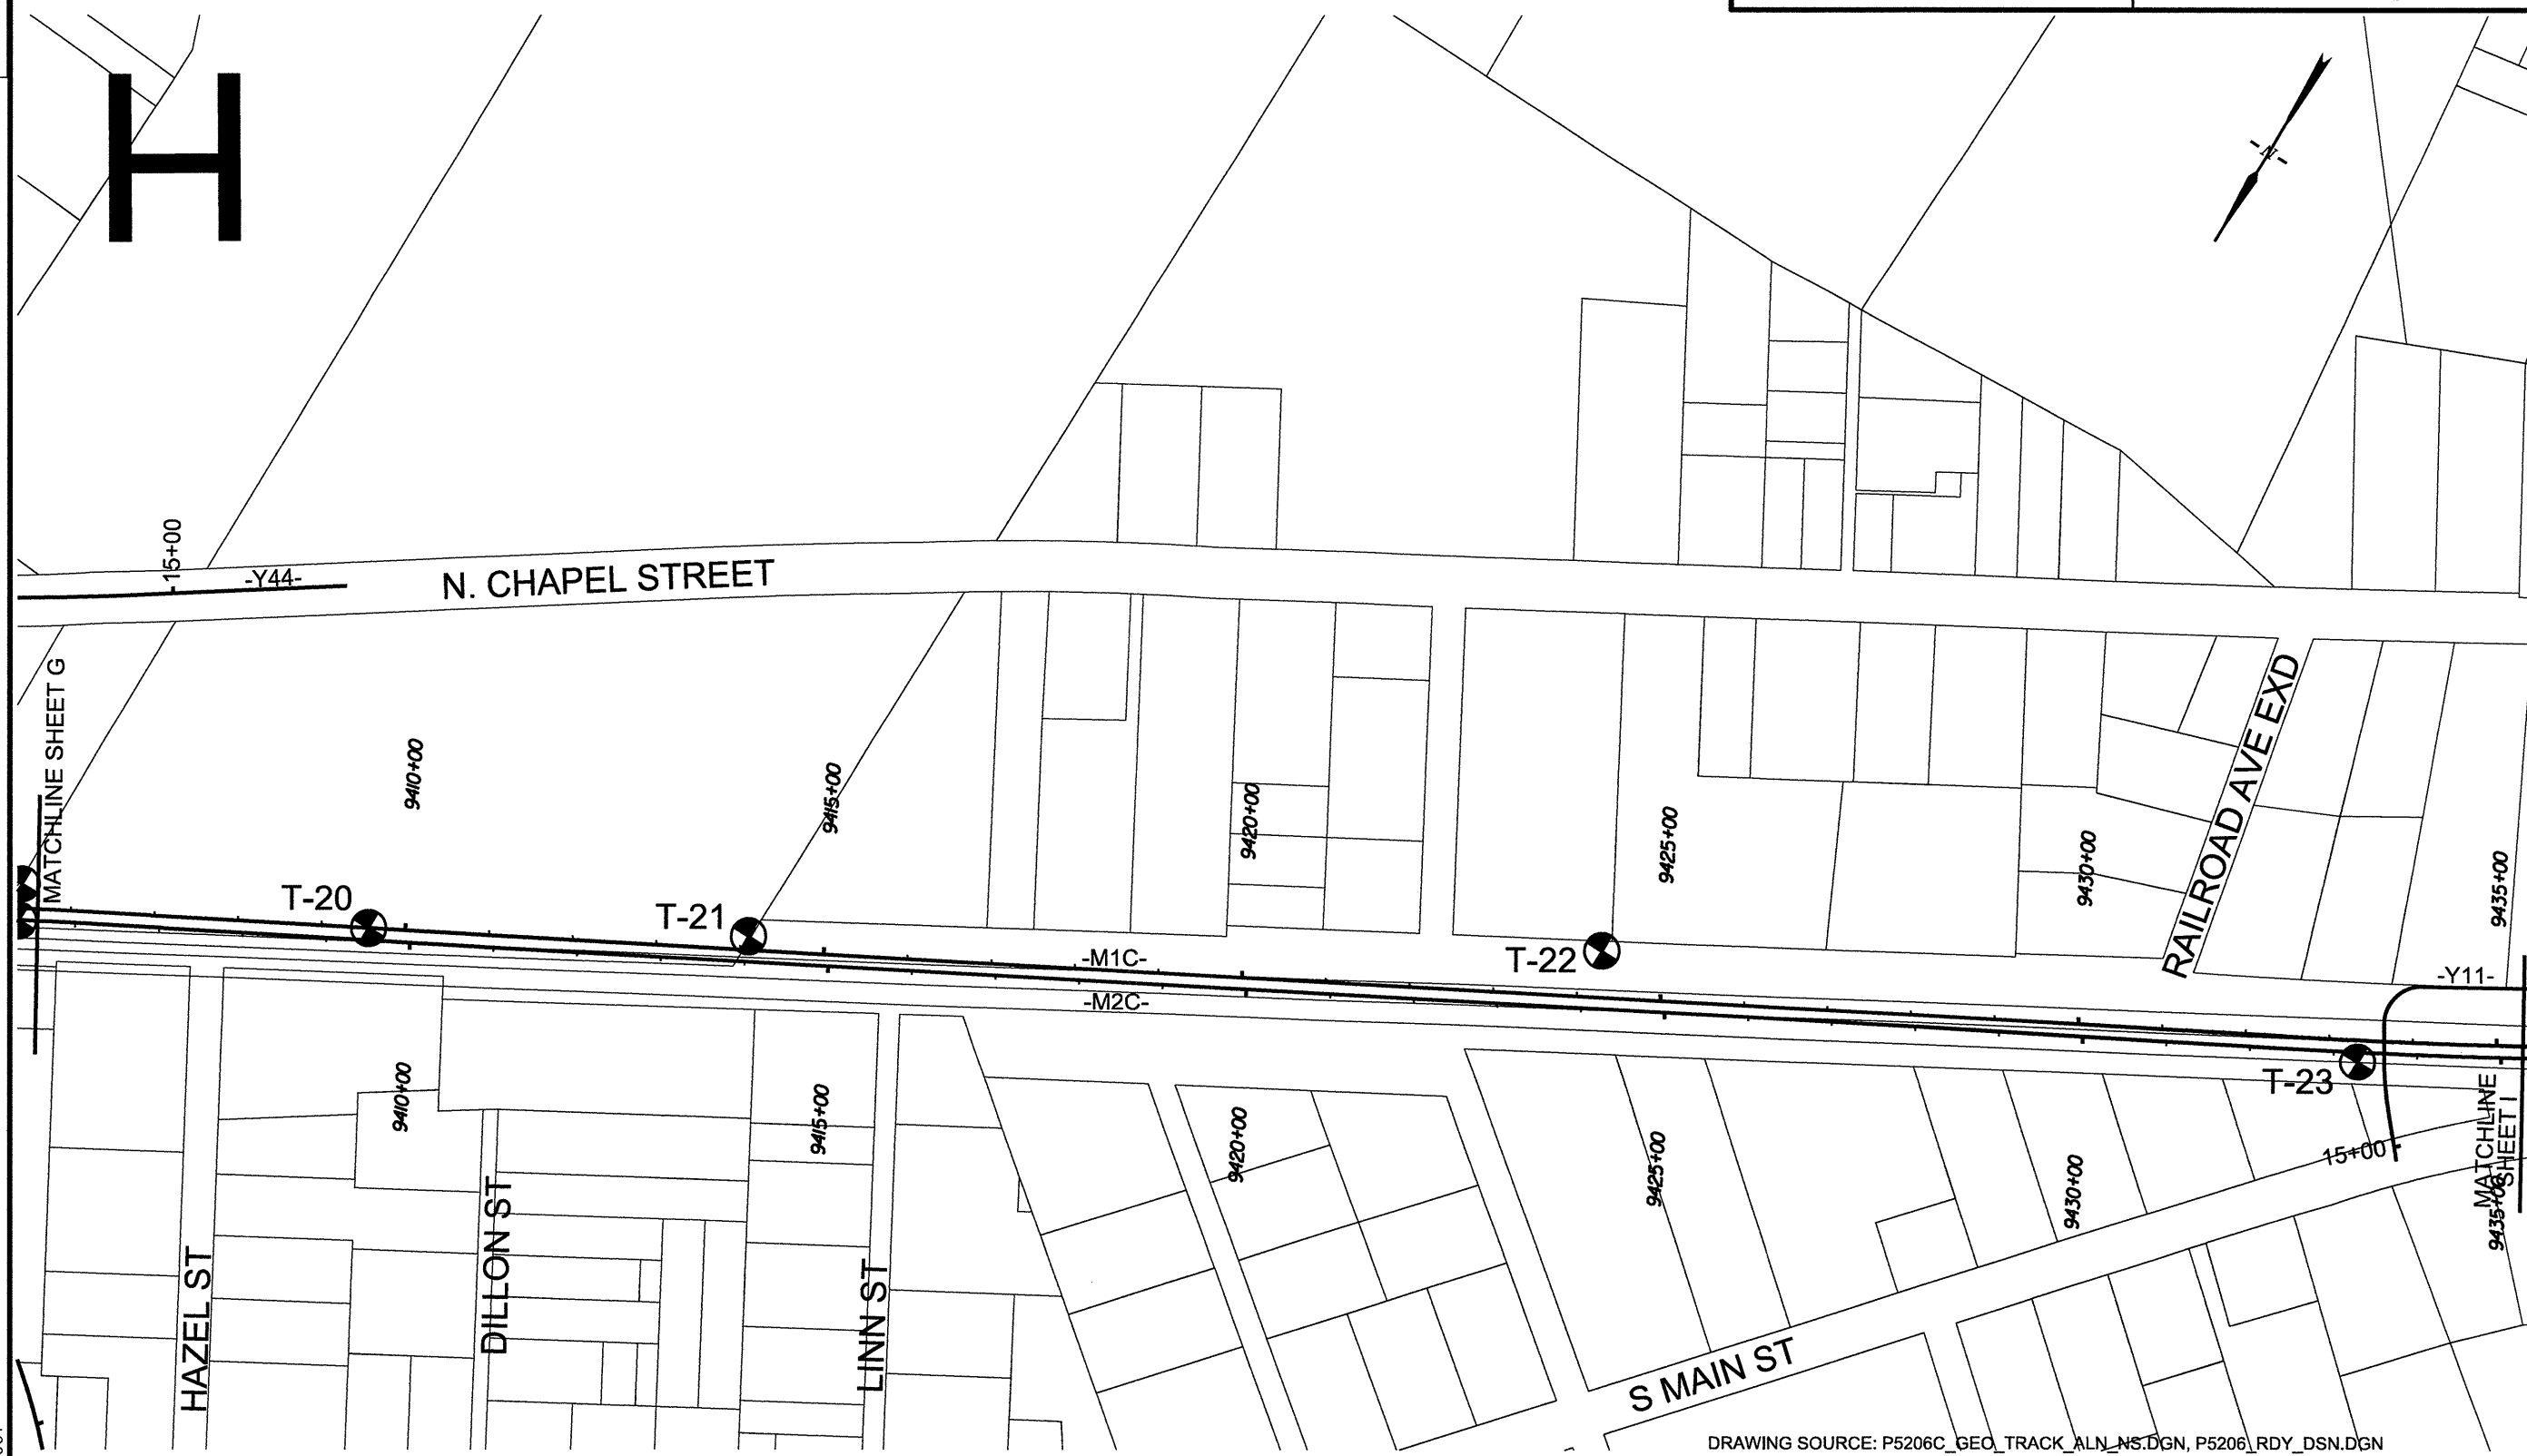 H
-N-
15+00
-Y44-
N. CHAPEL STREET
MATCHLINE SHEET G
9410+00
9415+00
9420+00
9425+00
9430+00
9435+00
RAILROAD AVE EXD
T-20
T-21
T-22
T-23
-M1C-
-M2C-
-Y11-
15+00
MATCHLINE
SHEET I
9410+00
9415+00
9420+00
9425+00
9430+00
9435+00
HAZEL ST
DILLON ST
LINN ST
S MAIN ST
DRAWING SOURCE: P5206C_GEO_TRACK_ALN_NS.DGN, P5206_RDY_DSN.DGN